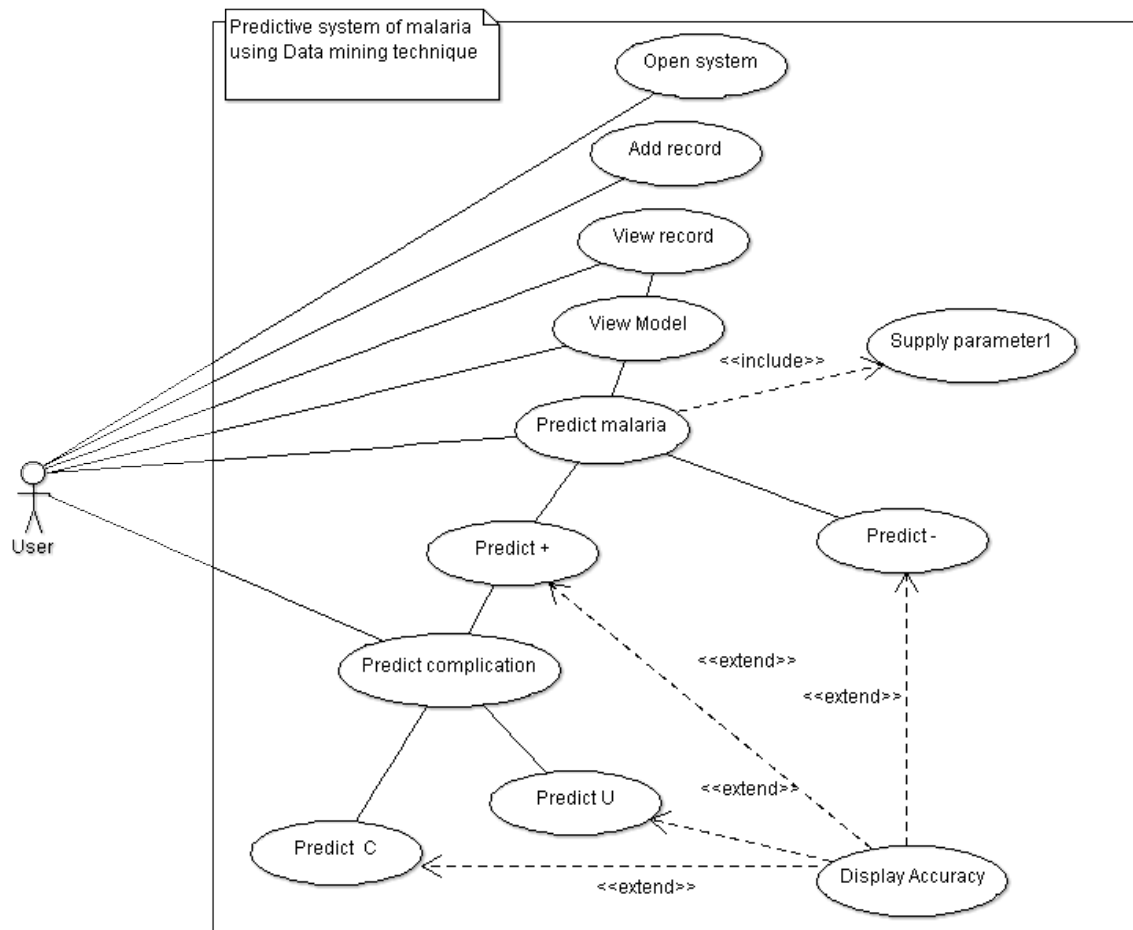 Predictive system of malaria
using Data mining technique
Open system
Add record
View record
View Model
Supply parameter1
<<include>>
Predict malaria
User
Predict +
Predict -
Predict complication
<<extend>>
<<extend>>
<<extend>>
Predict U
Predict C
Display Accuracy
<<extend>>